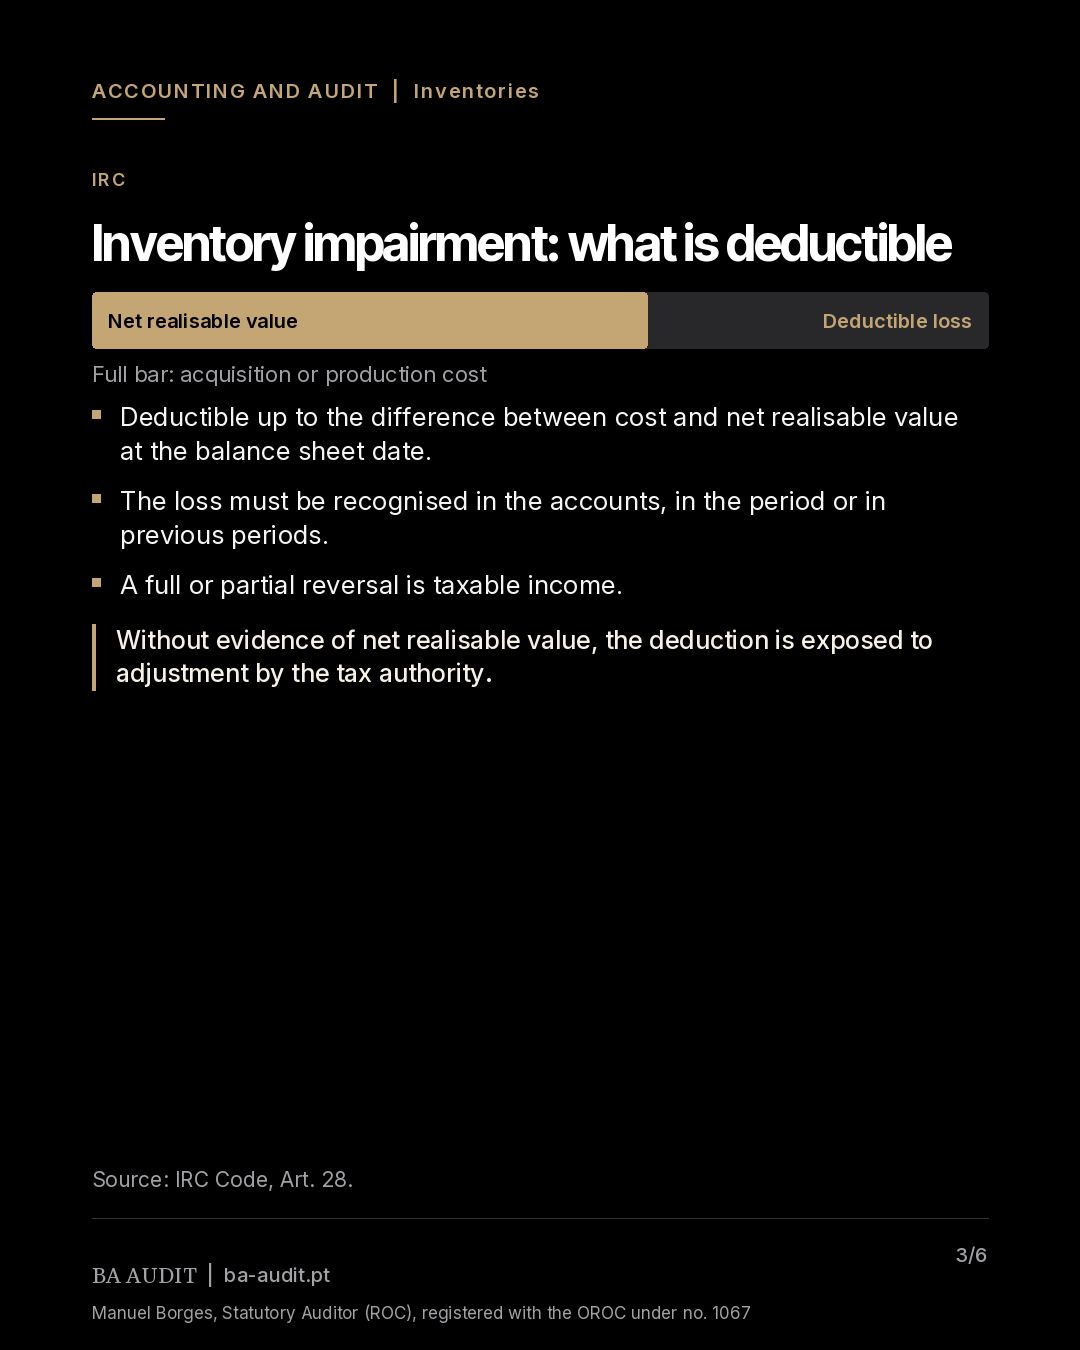 ACCOUNTING AND AUDIT | Inventories
IRC
Inventory impairment: what is deductible
Net realisable value
Deductible loss
Full bar: acquisition or production cost
Deductible up to the difference between cost and net realisable value
at the balance sheet date.
The loss must be recognised in the accounts, in the period or in
previous periods.
A full or partial reversal is taxable income.
Without evidence of net realisable value, the deduction is exposed to
adjustment by the tax authority.
Source: IRC Code, Art. 28.
3/6
BA AUDIT | ba-audit.pt
Manuel Borges, Statutory Auditor (ROC), registered with the OROC under no. 1067